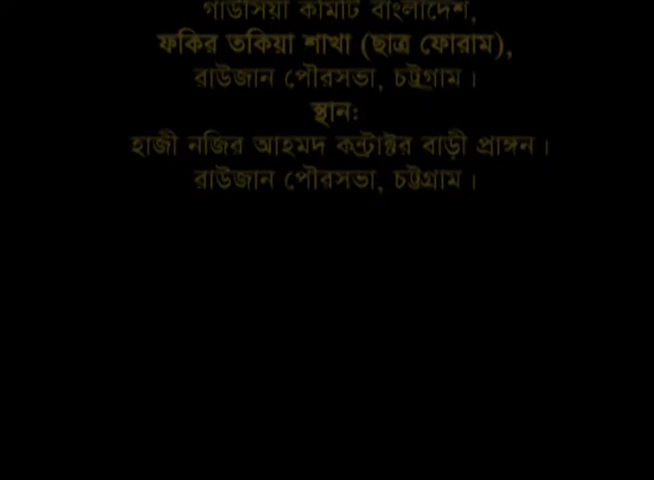 গাউসিয়া কমিটি বাংলাদেশ,
ফকির তকিয়া শাখা (ছাত্র ফোরাম),
রাউজান পৌরসভা, চট্টগ্রাম।
স্থান:
হাজী নজির আহমদ কন্ট্রাক্টর বাড়ী প্রাঙ্গন।
রাউজান পৌরসভা, চট্টগ্রাম।